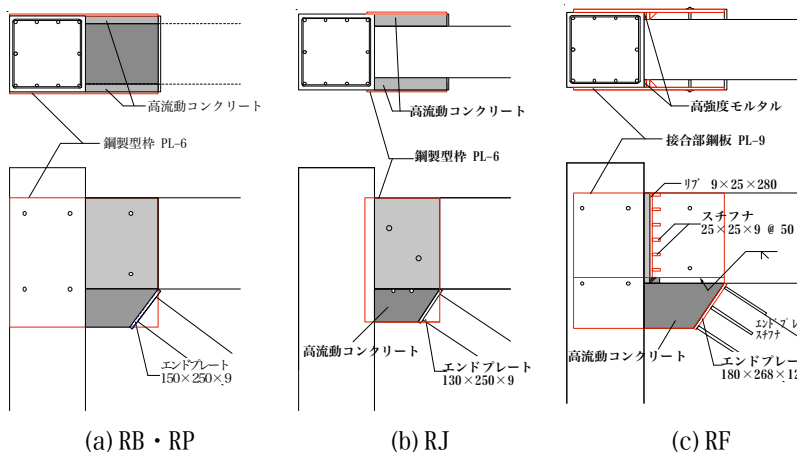 高流動コンクリート
鋼製型枠 PL-6
エンドプレート
150×250×9
(a) RB・RP
高流動コンクリート
鋼製型枠 PL-6
高流動コンクリート
エンドプレート
130×250×9
(b) RJ
高強度モルタル
接合部鋼板 PL-9
リブ 9×25×280
スチフナ
25×25×9 @ 50
エンドプレ
スチフナ
高流動コンクリート
エンドプレート
180×268×12
(c) RF